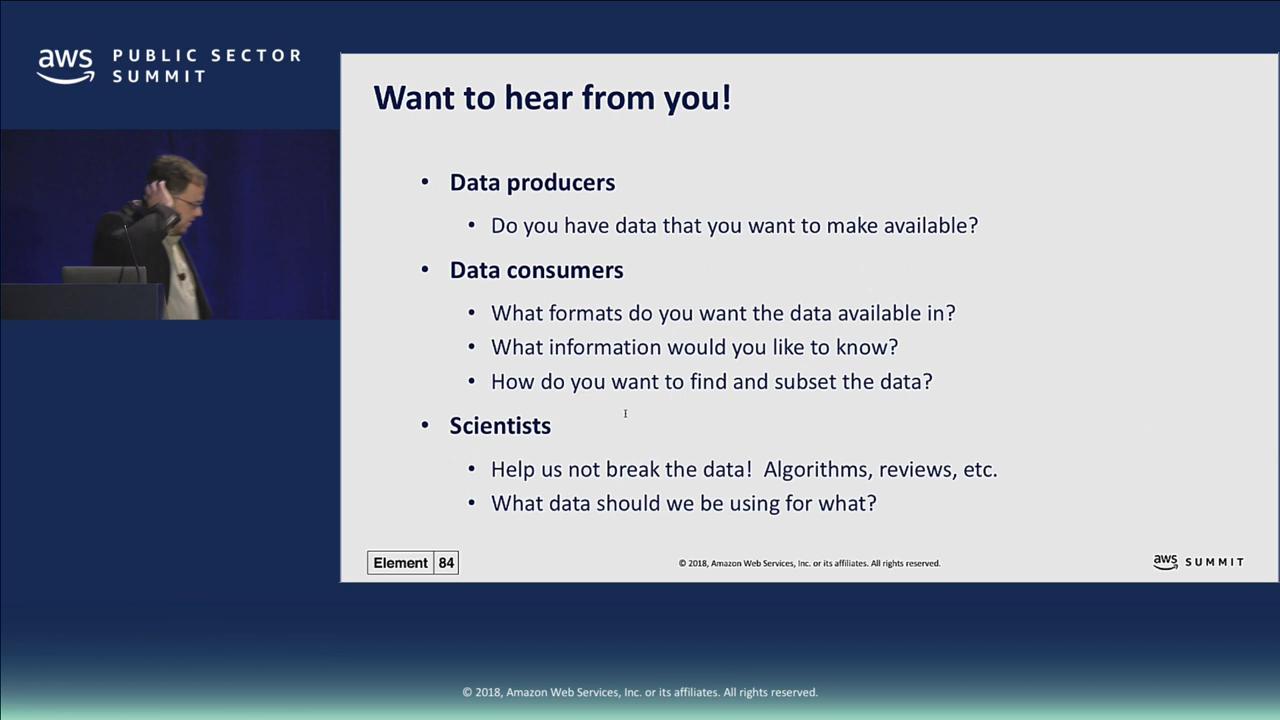 aws PUBLIC SECTOR
SUMMIT
Want to hear from you!
• Data producers
• Do you have data that you want to make available?
• Data consumers
• What formats do you want the data available in?
• What information would you like to know?
• How do you want to find and subset the data?
• Scientists
• Help us not break the data! Algorithms, reviews, etc.
• What data should we be using for what?
Element 84
© 2018, Amazon Web Services, Inc. or its affiliates. All rights reserved.
aws SUMMIT
© 2018, Amazon Web Services, Inc. or its affiliates. All rights reserved.